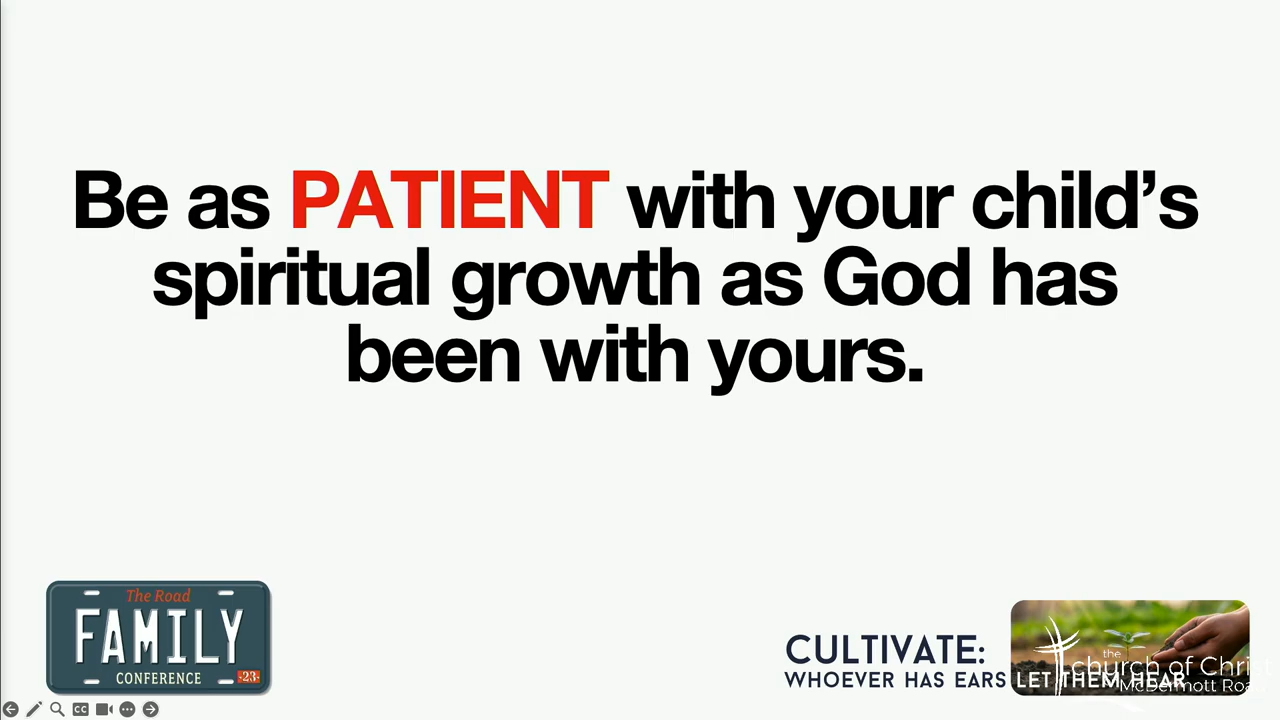 Be as PATIENT with your child’s
spiritual growth as God has
been with yours.
The Road
FAMILY
CONFERENCE
23
CULTIVATE:
WHOEVER HAS EARS LET THEM HEAR
the
church of Christ
McDermott Road
CC